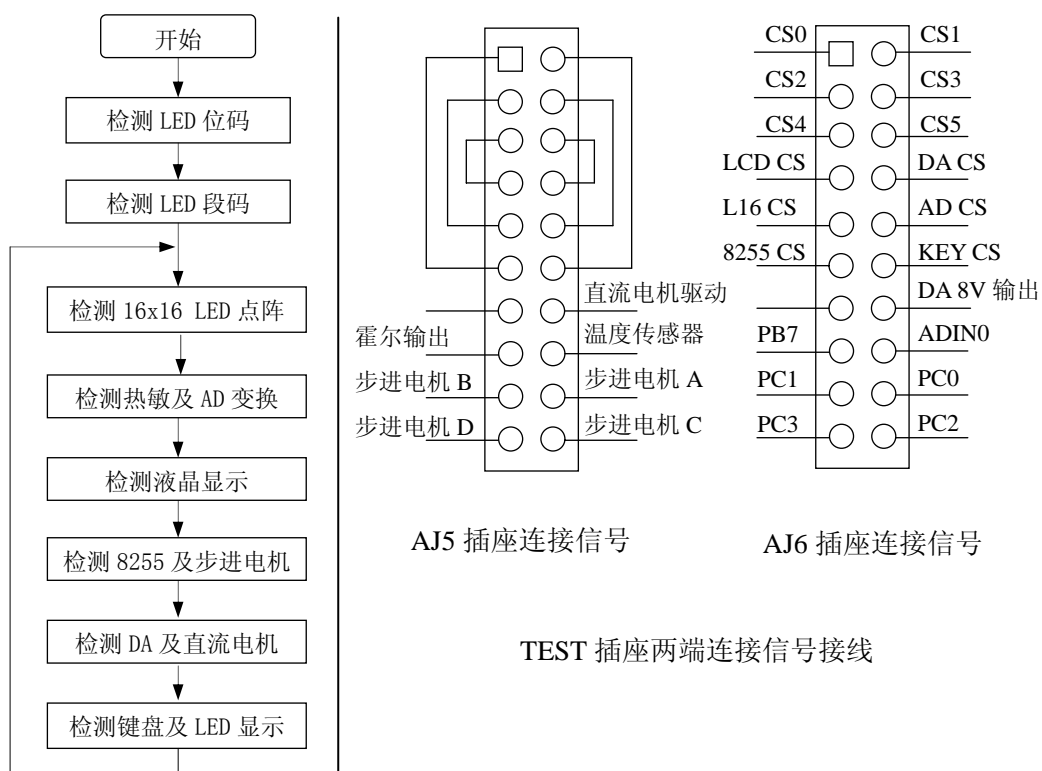 开始
检测 LED 位码
检测 LED 段码
检测 16x16 LED 点阵
检测热敏及 AD 变换
检测液晶显示
检测 8255 及步进电机
检测 DA 及直流电机
检测键盘及 LED 显示
直流电机驱动
霍尔输出 温度传感器
步进电机 B 步进电机 A
步进电机 D 步进电机 C
AJ5 插座连接信号
CS0 CS1
CS2 CS3
CS4 CS5
LCD CS DA CS
L16 CS AD CS
8255 CS KEY CS
DA 8V 输出
PB7 ADIN0
PC1 PC0
PC3 PC2
AJ6 插座连接信号
TEST 插座两端连接信号接线